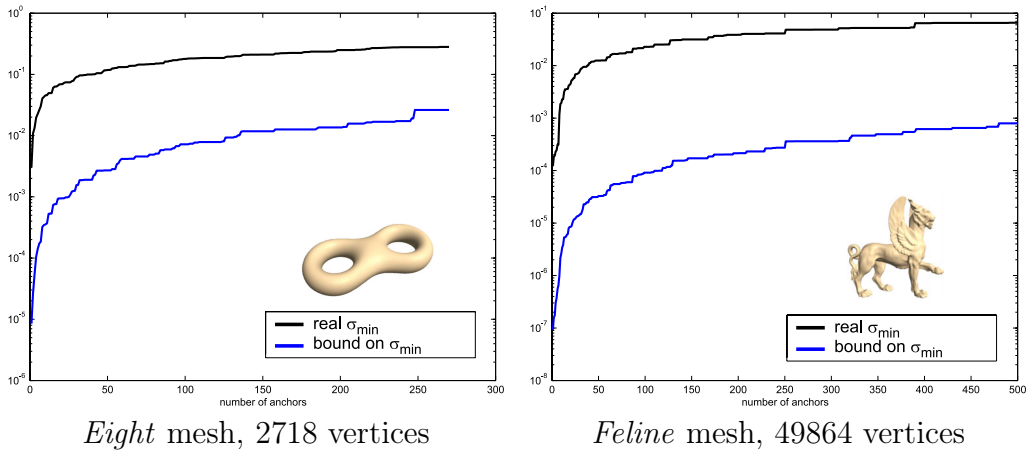 10^0
10^-1
10^-2
10^-3
10^-4
10^-5
10^-6
0 50 100 150 200 250 300
number of anchors
real σ_min
bound on σ_min
Eight mesh, 2718 vertices
10^-1
10^-2
10^-3
10^-4
10^-5
10^-6
10^-7
10^-8
0 50 100 150 200 250 300 350 400 450 500
number of anchors
real σ_min
bound on σ_min
Feline mesh, 49864 vertices